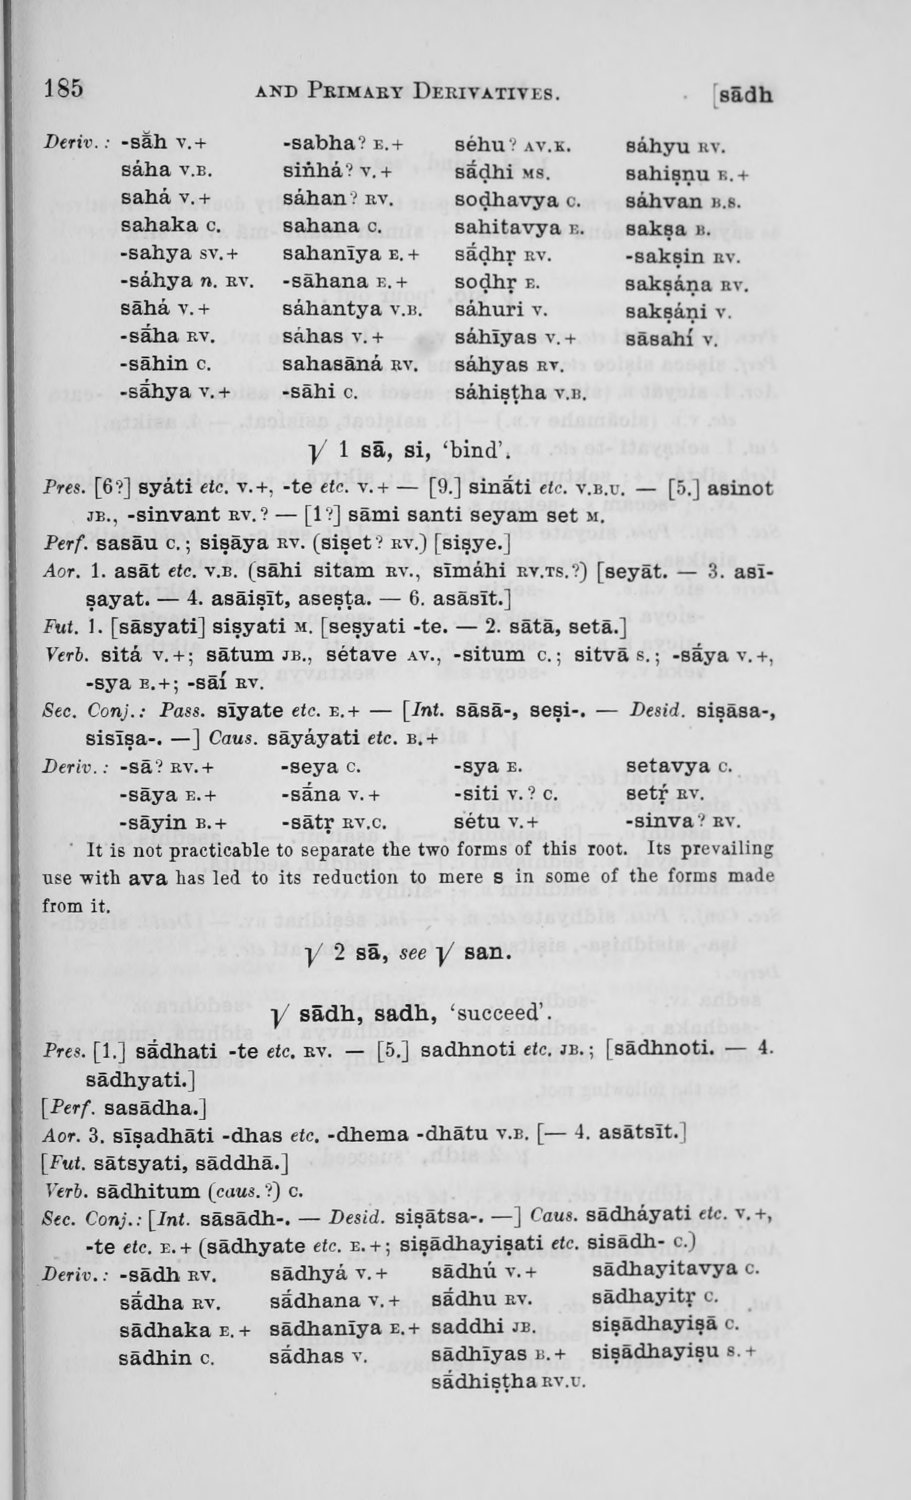 185 AND PRIMARY DERIVATIVES. [sādh
Deriv.: -sā̆h V.+ -sabha? E.+ séhu? AV.K. sáhyu RV.
sáha V.B. siṅhá? V.+ sā́ḍhi MS. sahiṣṇu E.+
sahá V.+ sáhan? RV. soḍhavya C. sáhvan B.S.
sahaka C. sahana C. sahitavya E. sakṣa B.
-sahya SV.+ sahanīya E.+ sā́ḍhṛ RV. -sakṣin RV.
-sáhya n. RV. -sāhana E.+ soḍhṛ E. sakṣáṇa RV.
sāhá V.+ sáhantya V.B. sáhuri V. sakṣáṇi V.
-sā́ha RV. sáhas V.+ sáhīyas V.+ sāsahí V.
-sāhin C. sahasāná RV. sáhyas RV.
-sā́hya V.+ -sāhi C. sáhiṣṭha V.B.
√ 1 sā, si, ‘bind’.
Pres. [6?] syáti etc. V.+, -te etc. V.+ — [9.] sinā́ti etc. V.B.U. — [5.] asinot
JB., -sinvant RV.? — [1?] sāmi santi seyam set M.
Perf. sasāu C.; siṣāya RV. (siṣet? RV.) [siṣye.]
Aor. 1. asāt etc. V.B. (sāhi sitam RV., sīmáhi RV.TS.?) [seyāt. — 3. asī-
ṣayat. — 4. asāiṣīt, aseṣṭa. — 6. asāsīt.]
Fut. 1. [sāsyati] siṣyati M. [seṣyati -te. — 2. sātā, setā.]
Verb. sitá V.+; sātum JB., sétave AV., -situm C.; sitvā S.; -sā́ya V.+,
-sya E.+; -sāí RV.
Sec. Conj.: Pass. sīyate etc. E.+ — [Int. sāsā-, seṣi-. — Desid. siṣāsa-,
sisīṣa-. —] Caus. sāyáyati etc. B.+
Deriv.: -sā? RV.+ -seya C. -sya E. setavya C.
-sāya E.+ -sā́na V.+ -siti V.? C. setṛ́ RV.
-sāyin B.+ -sātṛ RV.C. sétu V.+ -sinva? RV.
It is not practicable to separate the two forms of this root. Its prevailing
use with ava has led to its reduction to mere s in some of the forms made
from it.
√ 2 sā, see √ san.
√ sādh, sadh, ‘succeed’.
Pres. [1.] sā́dhati -te etc. RV. — [5.] sadhnoti etc. JB.; [sādhnoti. — 4.
sādhyati.]
[Perf. sasādha.]
Aor. 3. sīṣadhāti -dhas etc. -dhema -dhātu V.B. [— 4. asātsīt.]
[Fut. sātsyati, sāddhā.]
Verb. sādhitum (caus.?) C.
Sec. Conj.: [Int. sāsādh-. — Desid. siṣātsa-. —] Caus. sādháyati etc. V.+,
-te etc. E.+ (sādhyate etc. E.+; siṣādhayiṣati etc. sisādh- C.)
Deriv.: -sādh RV. sādhyá V.+ sādhú V.+ sādhayitavya C.
sā́dha RV. sā́dhana V.+ sā́dhu RV. sādhayitṛ C.
sādhaka E.+ sādhanīya E.+ saddhi JB. siṣādhayiṣā C.
sādhin C. sā́dhas V. sādhīyas B.+ siṣādhayiṣu S.+
sā́dhiṣṭha RV.U.